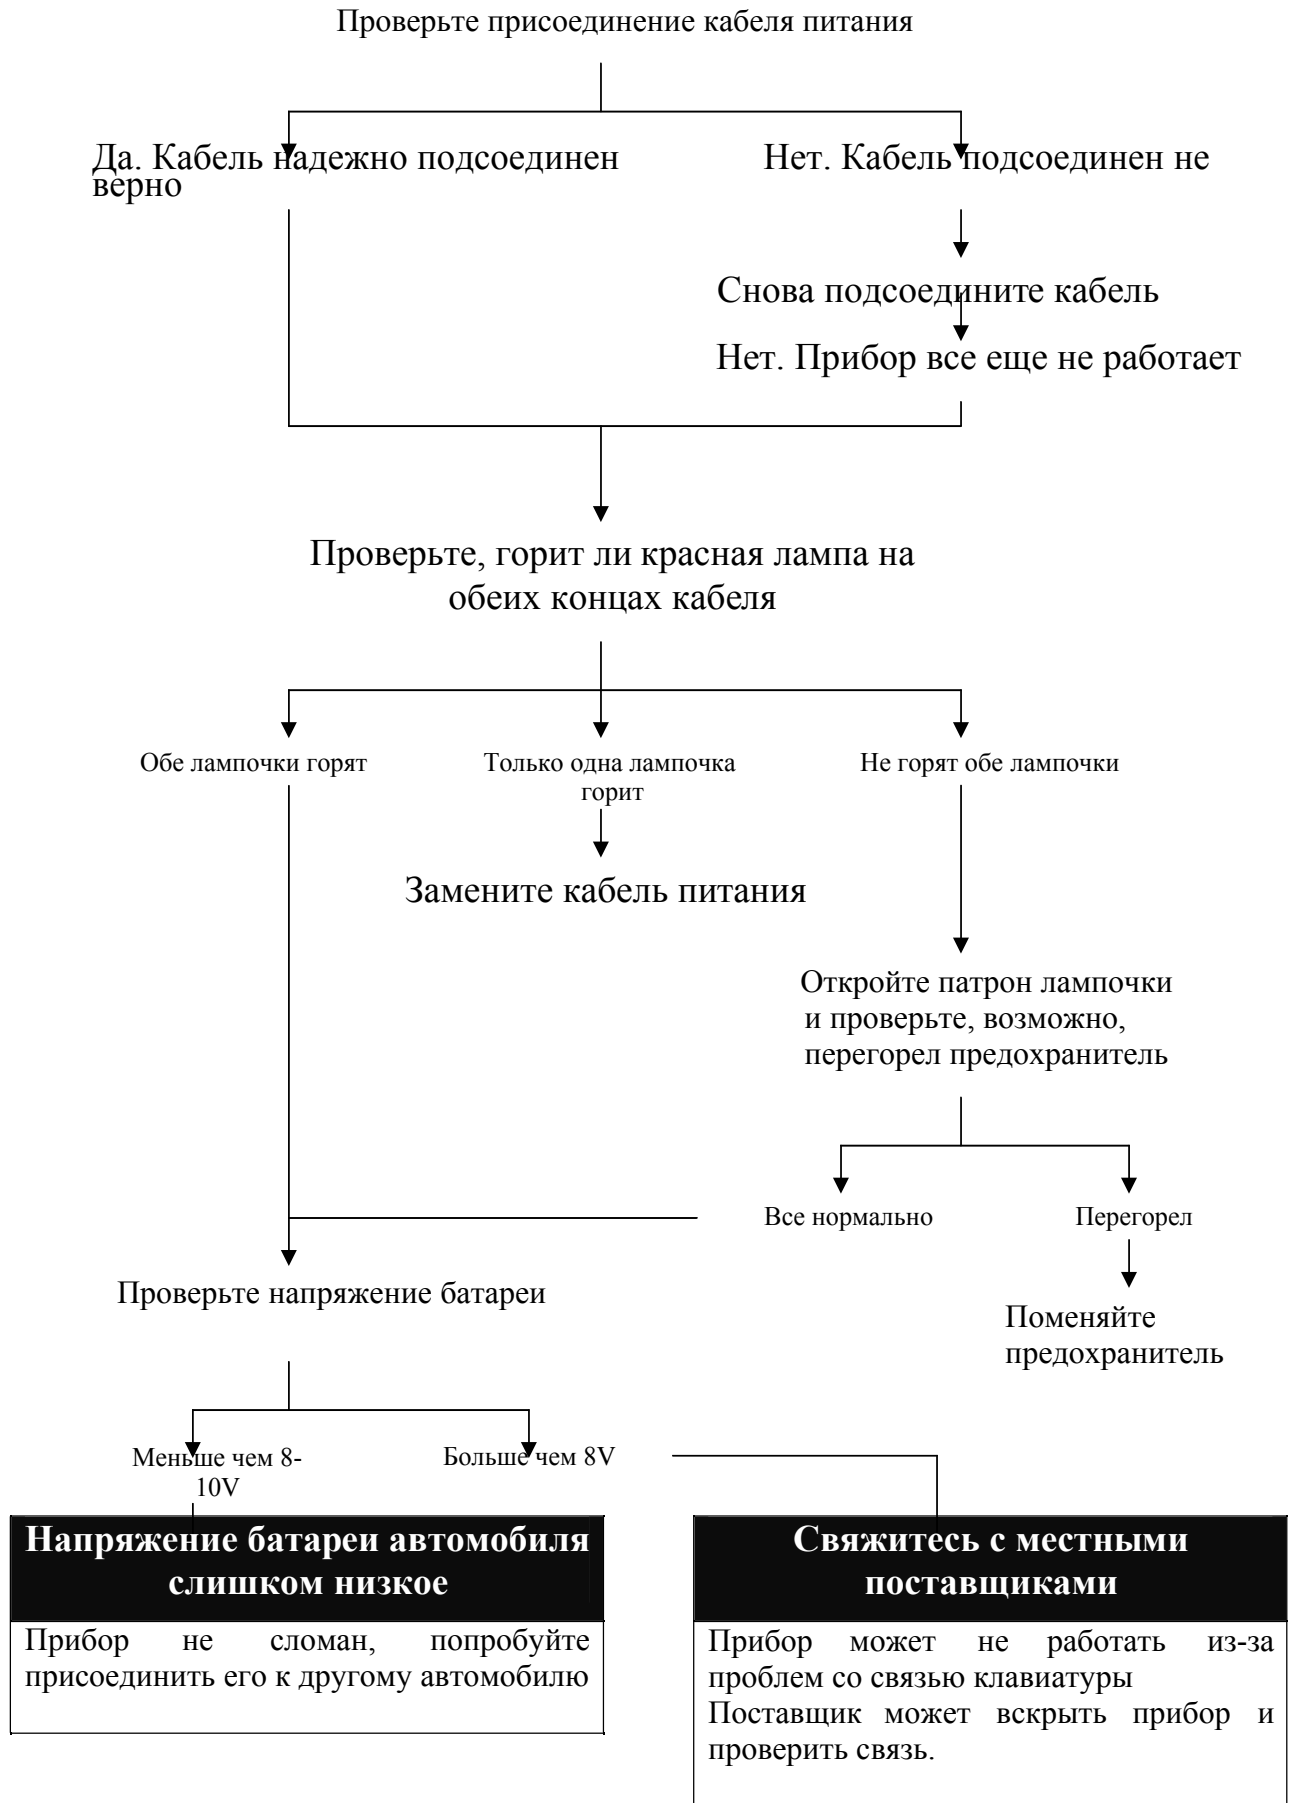 Проверьте присоединение кабеля питания
Да. Кабель надежно подсоединен
Нет. Кабель подсоединен не
верно
Снова подсоедините кабель
Нет. Прибор все еще не работает
Проверьте, горит ли красная лампа на
обеих концах кабеля
Обе лампочки горят
Только одна лампочка
горит
Не горят обе лампочки
Замените кабель питания
Откройте патрон лампочки
и проверьте, возможно,
перегорел предохранитель
Все нормально
Перегорел
Проверьте напряжение батареи
Поменяйте
предохранитель
Меньше чем 8-
10V
Больше чем 8V
Напряжение батареи автомобиля
слишком низкое
Прибор не сломан, попробуйте
присоединить его к другому автомобилю
Свяжитесь с местными
поставщиками
Прибор может не работать из-за
проблем со связью клавиатуры
Поставщик может вскрыть прибор и
проверить связь.